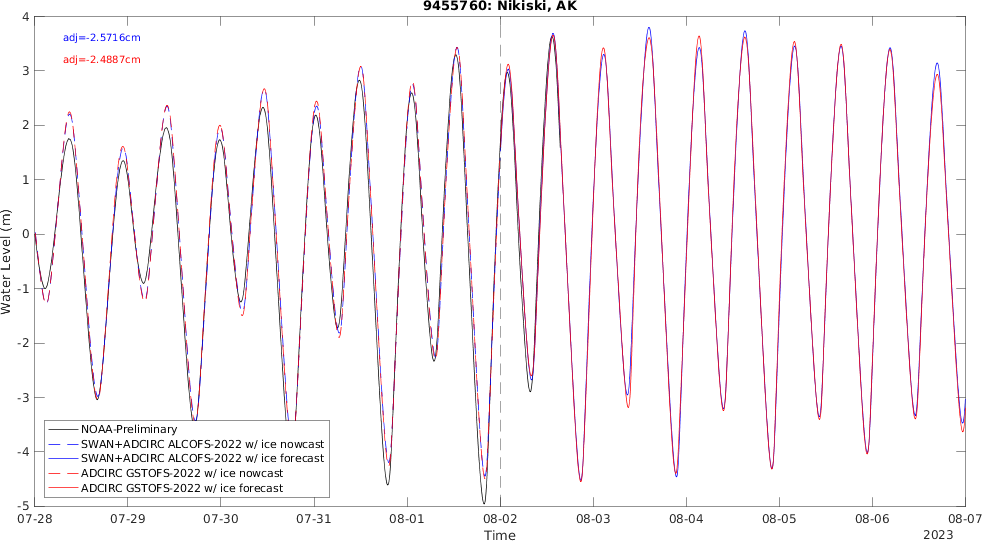 9455760: Nikiski, AK
adj=-2.5716cm
adj=-2.4887cm
4
3
2
1
0
-1
-2
-3
-4
-5
Water Level (m)
NOAA-Preliminary
SWAN+ADCIRC ALCOFS-2022 w/ ice nowcast
SWAN+ADCIRC ALCOFS-2022 w/ ice forecast
ADCIRC GSTOFS-2022 w/ ice nowcast
ADCIRC GSTOFS-2022 w/ ice forecast
07-28 07-29 07-30 07-31 08-01 08-02 08-03 08-04 08-05 08-06 08-07
Time
2023